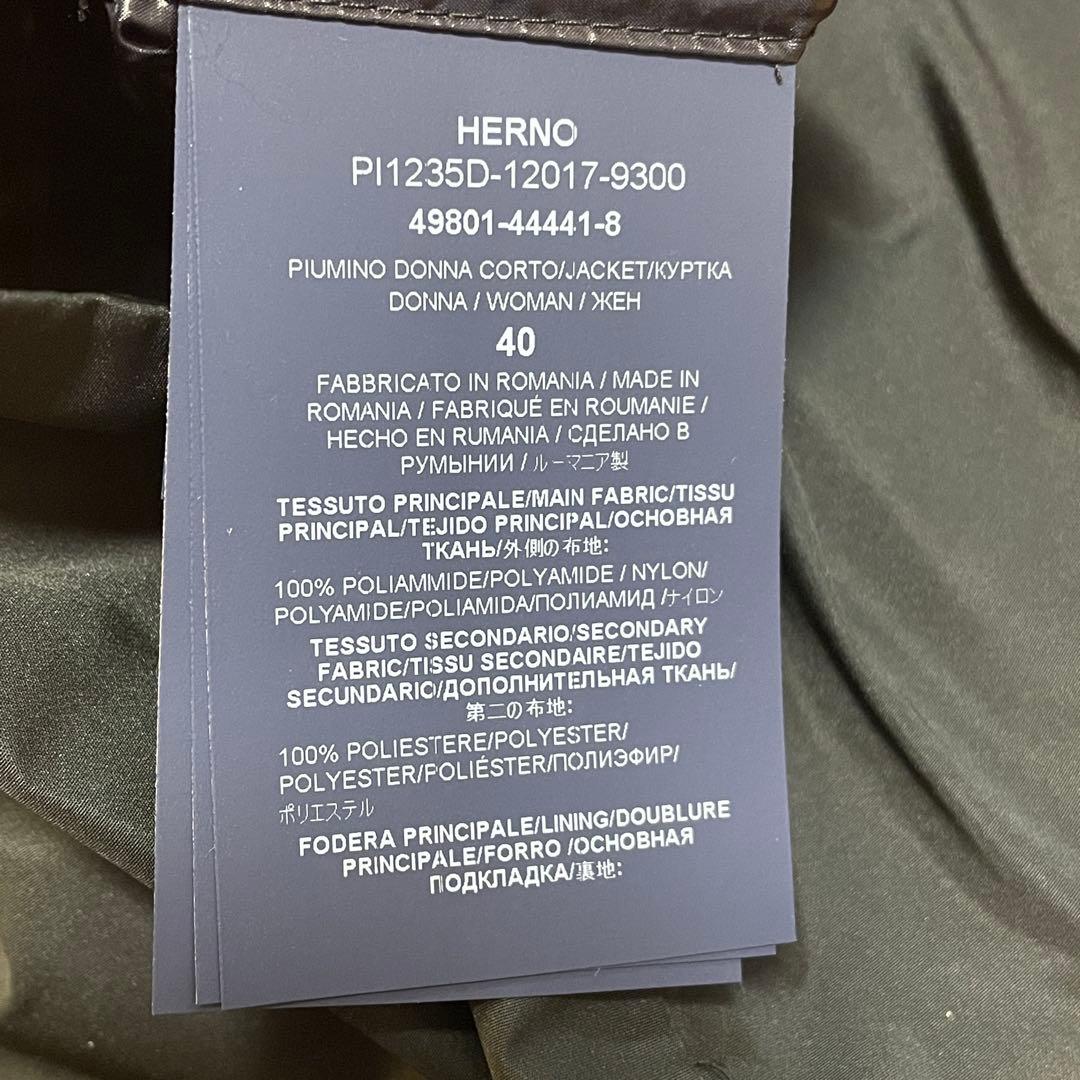 HERNO
PI1235D-12017-9300
49801-44441-8
PIUMINO DONNA CORTO/JACKET/КУРТКА
DONNA / WOMAN / ЖЕН
40
FABBRICATO IN ROMANIA / MADE IN
ROMANIA / FABRIQUÉ EN ROUMANIE /
HECHO EN RUMANIA / СДЕЛАНО В
РУМЫНИИ / ルーマニア製
TESSUTO PRINCIPALE/MAIN FABRIC/TISSU
PRINCIPAL/TEJIDO PRINCIPAL/ОСНОВНАЯ
ТКАНЬ/外側の布地:
100% POLIAMMIDE/POLYAMIDE / NYLON/
POLYAMIDE/POLIAMIDA/ПОЛИАМИД /ナイロン
TESSUTO SECONDARIO/SECONDARY
FABRIC/TISSU SECONDAIRE/TEJIDO
SECUNDARIO/ДОПОЛНИТЕЛЬНАЯ ТКАНЬ/
第二の布地:
100% POLIESTERE/POLYESTER/
POLYESTER/POLIÉSTER/ПОЛИЭФИР/
ポリエステル
FODERA PRINCIPALE/LINING/DOUBLURE
PRINCIPALE/FORRO /ОСНОВНАЯ
ПОДКЛАДКА/裏地: